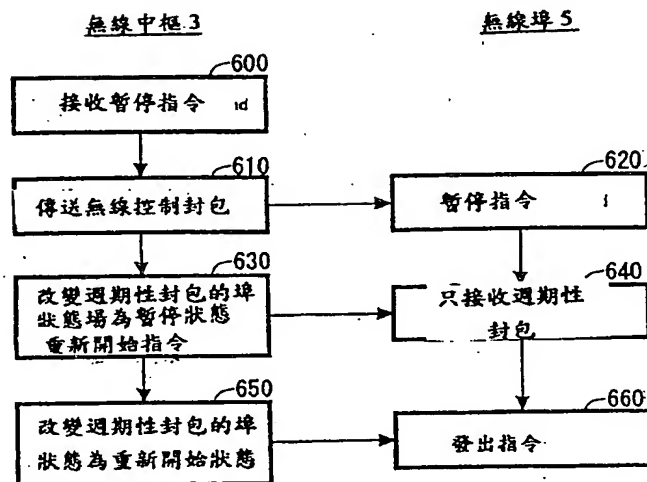 無線中樞3
無線埠5
600
接收暫停指令 id
610
傳送無線控制封包
620
暫停指令
630
改變週期性封包的埠
狀態場為暫停狀態
重新開始指令
640
只接收週期性
封包
650
改變週期性封包的埠
狀態為重新開始狀態
660
發出指令